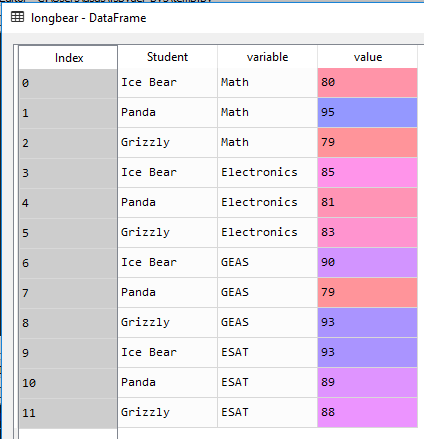 longbear - DataFrame
Index Student variable value
0 Ice Bear Math 80
1 Panda Math 95
2 Grizzly Math 79
3 Ice Bear Electronics 85
4 Panda Electronics 81
5 Grizzly Electronics 83
6 Ice Bear GEAS 90
7 Panda GEAS 79
8 Grizzly GEAS 93
9 Ice Bear ESAT 93
10 Panda ESAT 89
11 Grizzly ESAT 88